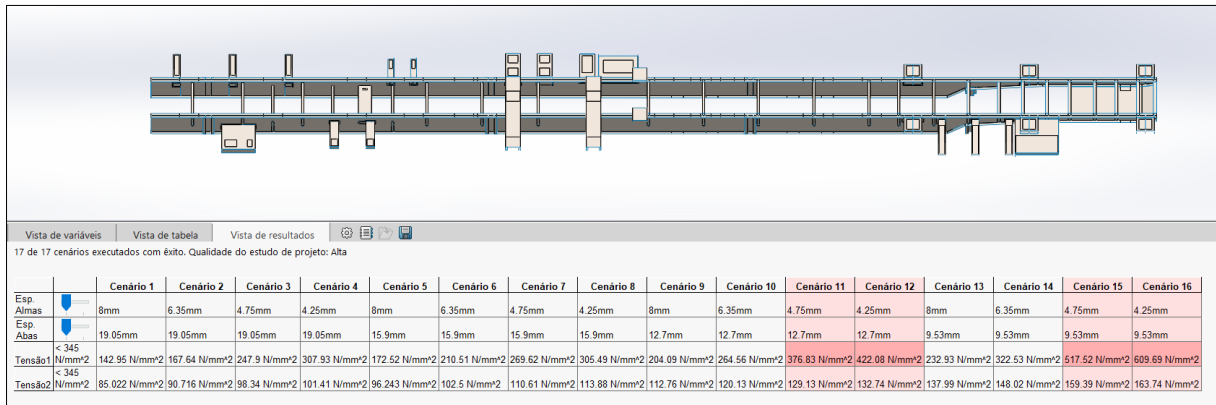 Vista de variáveis Vista de tabela Vista de resultados
17 de 17 cenários executados com êxito. Qualidade do estudo de projeto: Alta
Cenário 1 Cenário 2 Cenário 3 Cenário 4 Cenário 5 Cenário 6 Cenário 7 Cenário 8 Cenário 9 Cenário 10 Cenário 11 Cenário 12 Cenário 13 Cenário 14 Cenário 15 Cenário 16
Esp. Almas 8mm 6.35mm 4.75mm 4.25mm 8mm 6.35mm 4.75mm 4.25mm 8mm 6.35mm 4.75mm 4.25mm 8mm 6.35mm 4.75mm 4.25mm
Esp. Abas 19.05mm 19.05mm 19.05mm 19.05mm 15.9mm 15.9mm 15.9mm 15.9mm 12.7mm 12.7mm 12.7mm 12.7mm 9.53mm 9.53mm 9.53mm 9.53mm
Tensão1 < 345 N/mm^2 142.95 N/mm^2 167.64 N/mm^2 247.9 N/mm^2 307.93 N/mm^2 172.52 N/mm^2 210.51 N/mm^2 269.62 N/mm^2 305.49 N/mm^2 204.09 N/mm^2 264.56 N/mm^2 376.83 N/mm^2 422.08 N/mm^2 232.93 N/mm^2 322.53 N/mm^2 517.52 N/mm^2 609.69 N/mm^2
Tensão2 < 345 N/mm^2 85.022 N/mm^2 90.716 N/mm^2 98.34 N/mm^2 101.41 N/mm^2 96.243 N/mm^2 102.5 N/mm^2 110.61 N/mm^2 113.88 N/mm^2 112.76 N/mm^2 120.13 N/mm^2 129.13 N/mm^2 132.74 N/mm^2 137.99 N/mm^2 148.02 N/mm^2 159.39 N/mm^2 163.74 N/mm^2